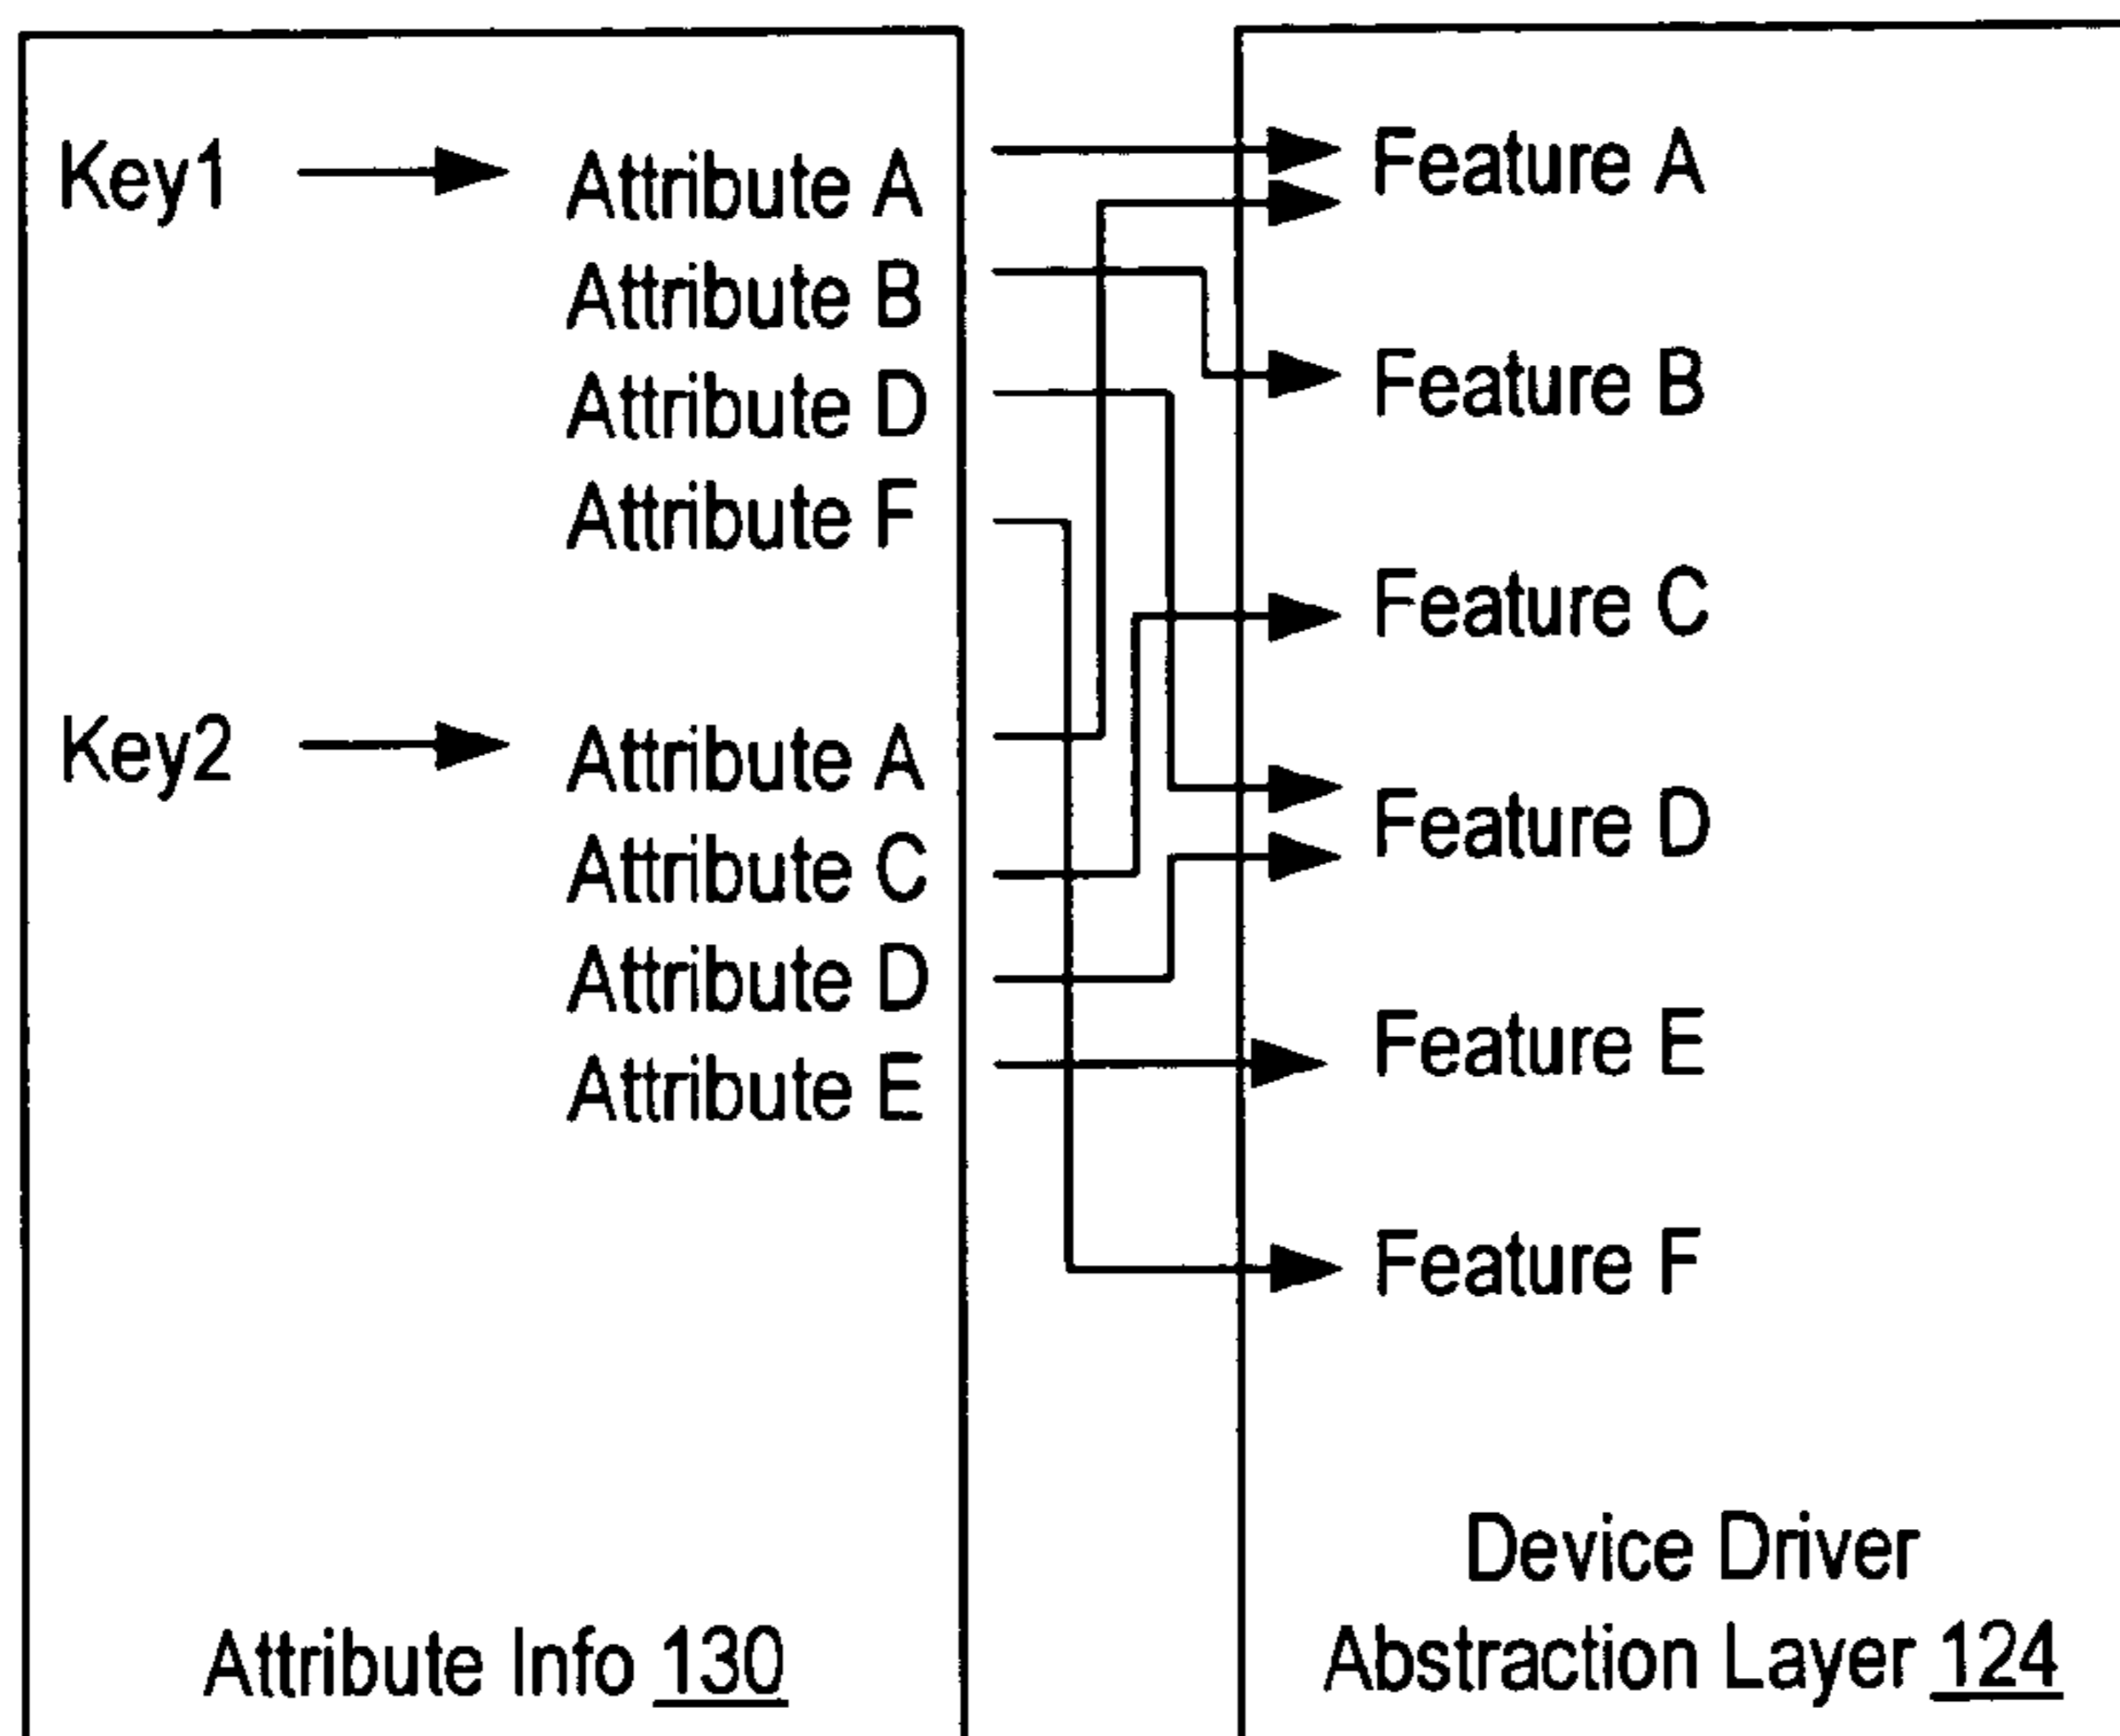 Key1
Attribute A
Attribute B
Attribute D
Attribute F
Key2
Attribute A
Attribute C
Attribute D
Attribute E
Attribute Info 130
Feature A
Feature B
Feature C
Feature D
Feature E
Feature F
Device Driver
Abstraction Layer 124